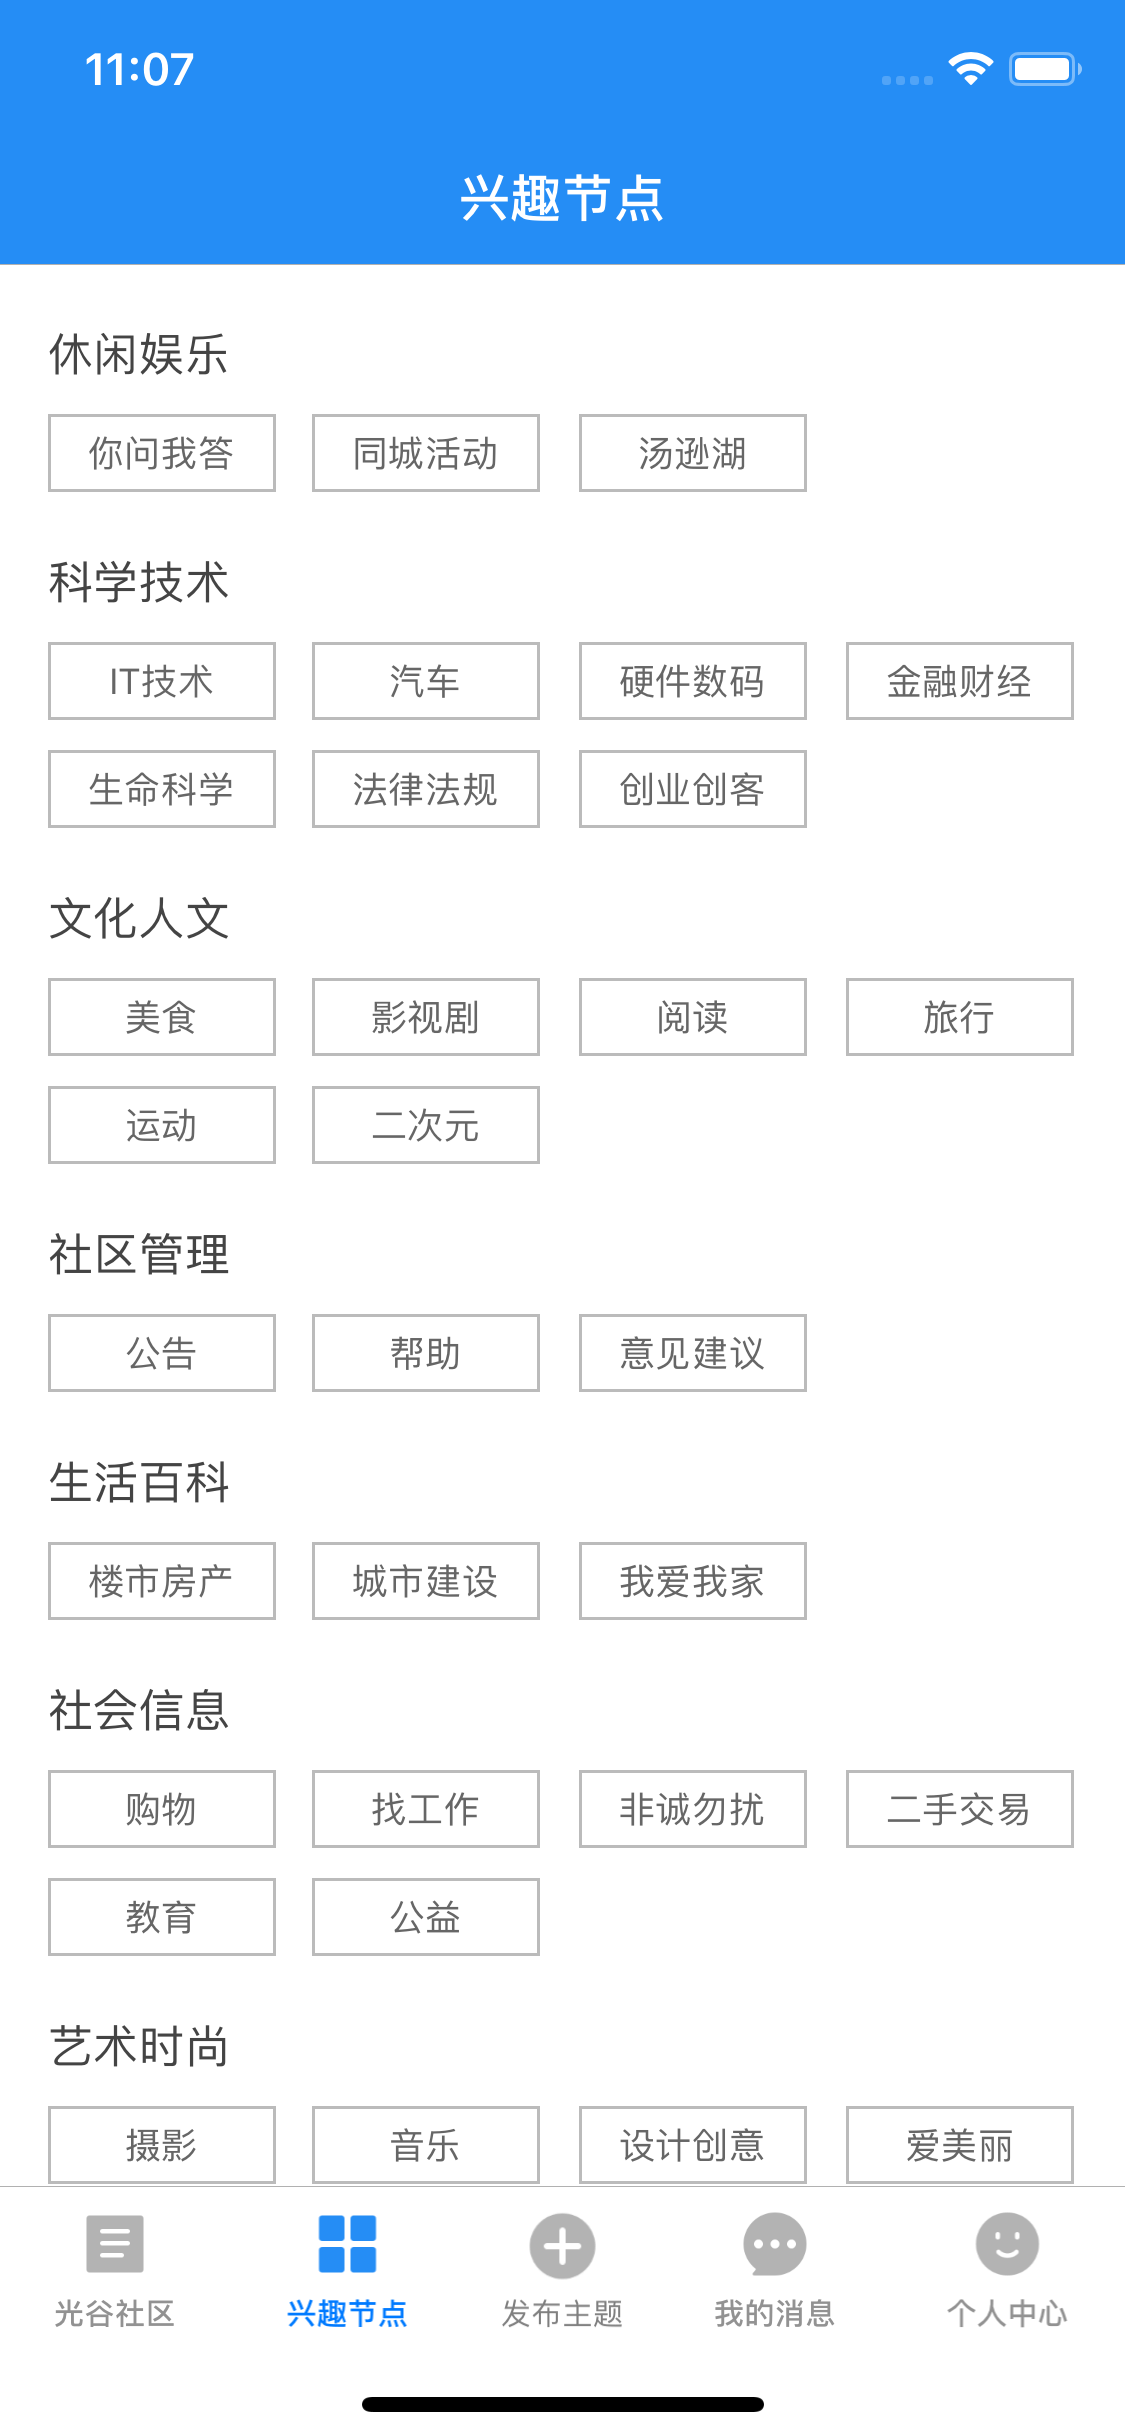 11:07
兴趣节点
休闲娱乐
你问我答 同城活动 汤逊湖
科学技术
IT技术 汽车 硬件数码 金融财经
生命科学 法律法规 创业创客
文化人文
美食 影视剧 阅读 旅行
运动 二次元
社区管理
公告 帮助 意见建议
生活百科
楼市房产 城市建设 我爱我家
社会信息
购物 找工作 非诚勿扰 二手交易
教育 公益
艺术时尚
摄影 音乐 设计创意 爱美丽
光谷社区 兴趣节点 发布主题 我的消息 个人中心